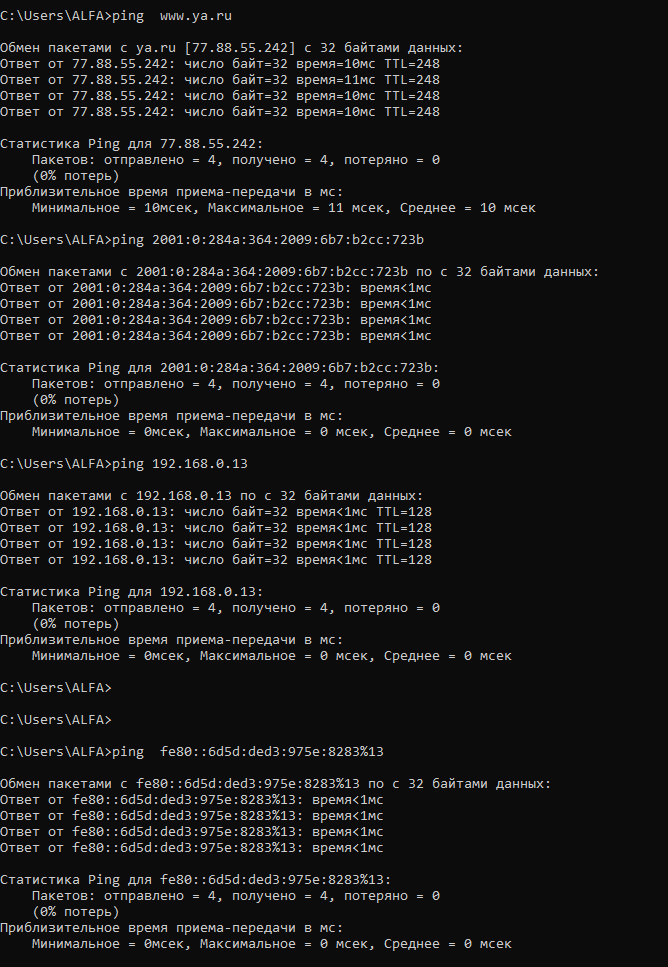 C:\Users\ALFA>ping  www.ya.ru
Обмен пакетами с ya.ru [77.88.55.242] с 32 байтами данных:
Ответ от 77.88.55.242: число байт=32 время=10мс TTL=248
Ответ от 77.88.55.242: число байт=32 время=11мс TTL=248
Ответ от 77.88.55.242: число байт=32 время=10мс TTL=248
Ответ от 77.88.55.242: число байт=32 время=10мс TTL=248
Статистика Ping для 77.88.55.242:
    Пакетов: отправлено = 4, получено = 4, потеряно = 0
    (0% потерь)
Приблизительное время приема-передачи в мс:
    Минимальное = 10мсек, Максимальное = 11 мсек, Среднее = 10 мсек
C:\Users\ALFA>ping 2001:0:284a:364:2009:6b7:b2cc:723b
Обмен пакетами с 2001:0:284a:364:2009:6b7:b2cc:723b по с 32 байтами данных:
Ответ от 2001:0:284a:364:2009:6b7:b2cc:723b: время<1мс
Ответ от 2001:0:284a:364:2009:6b7:b2cc:723b: время<1мс
Ответ от 2001:0:284a:364:2009:6b7:b2cc:723b: время<1мс
Ответ от 2001:0:284a:364:2009:6b7:b2cc:723b: время<1мс
Статистика Ping для 2001:0:284a:364:2009:6b7:b2cc:723b:
    Пакетов: отправлено = 4, получено = 4, потеряно = 0
    (0% потерь)
Приблизительное время приема-передачи в мс:
    Минимальное = 0мсек, Максимальное = 0 мсек, Среднее = 0 мсек
C:\Users\ALFA>ping 192.168.0.13
Обмен пакетами с 192.168.0.13 по с 32 байтами данных:
Ответ от 192.168.0.13: число байт=32 время<1мс TTL=128
Ответ от 192.168.0.13: число байт=32 время<1мс TTL=128
Ответ от 192.168.0.13: число байт=32 время<1мс TTL=128
Ответ от 192.168.0.13: число байт=32 время<1мс TTL=128
Статистика Ping для 192.168.0.13:
    Пакетов: отправлено = 4, получено = 4, потеряно = 0
    (0% потерь)
Приблизительное время приема-передачи в мс:
    Минимальное = 0мсек, Максимальное = 0 мсек, Среднее = 0 мсек
C:\Users\ALFA>
C:\Users\ALFA>
C:\Users\ALFA>ping  fe80::6d5d:ded3:975e:8283%13
Обмен пакетами с fe80::6d5d:ded3:975e:8283%13 по с 32 байтами данных:
Ответ от fe80::6d5d:ded3:975e:8283%13: время<1мс
Ответ от fe80::6d5d:ded3:975e:8283%13: время<1мс
Ответ от fe80::6d5d:ded3:975e:8283%13: время<1мс
Ответ от fe80::6d5d:ded3:975e:8283%13: время<1мс
Статистика Ping для fe80::6d5d:ded3:975e:8283%13:
    Пакетов: отправлено = 4, получено = 4, потеряно = 0
    (0% потерь)
Приблизительное время приема-передачи в мс:
    Минимальное = 0мсек, Максимальное = 0 мсек, Среднее = 0 мсек